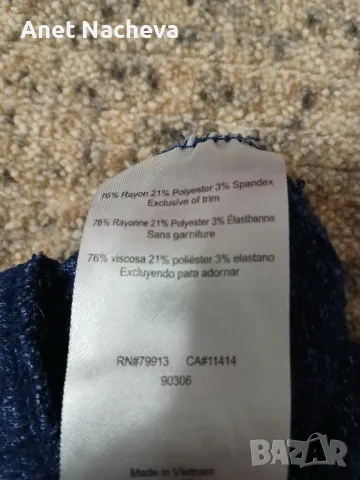 Anet Nacheva
76% Rayon 21% Polyester 3% Spandex
Exclusive of trim
76% Rayonne 21% Polyester 3% Élasthanne
Sans garniture
76% viscosa 21% poliéster 3% elastano
Excluyendo para adornar
RN#79913 CA#11414
90306
Made in Vietnam
BAZAR